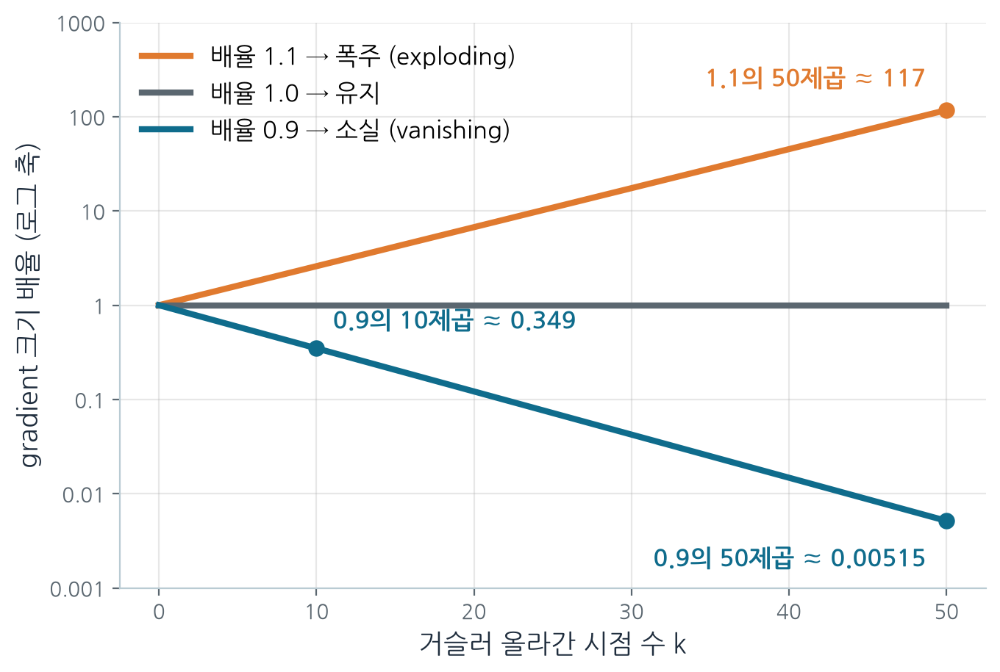 1000
100
10
1
0.1
0.01
0.001
gradient 크기 배율 (로그 축)
배율 1.1 → 폭주 (exploding)
배율 1.0 → 유지
배율 0.9 → 소실 (vanishing)
1.1의 50제곱 ≈ 117
0.9의 10제곱 ≈ 0.349
0.9의 50제곱 ≈ 0.00515
0 10 20 30 40 50
거슬러 올라간 시점 수 k